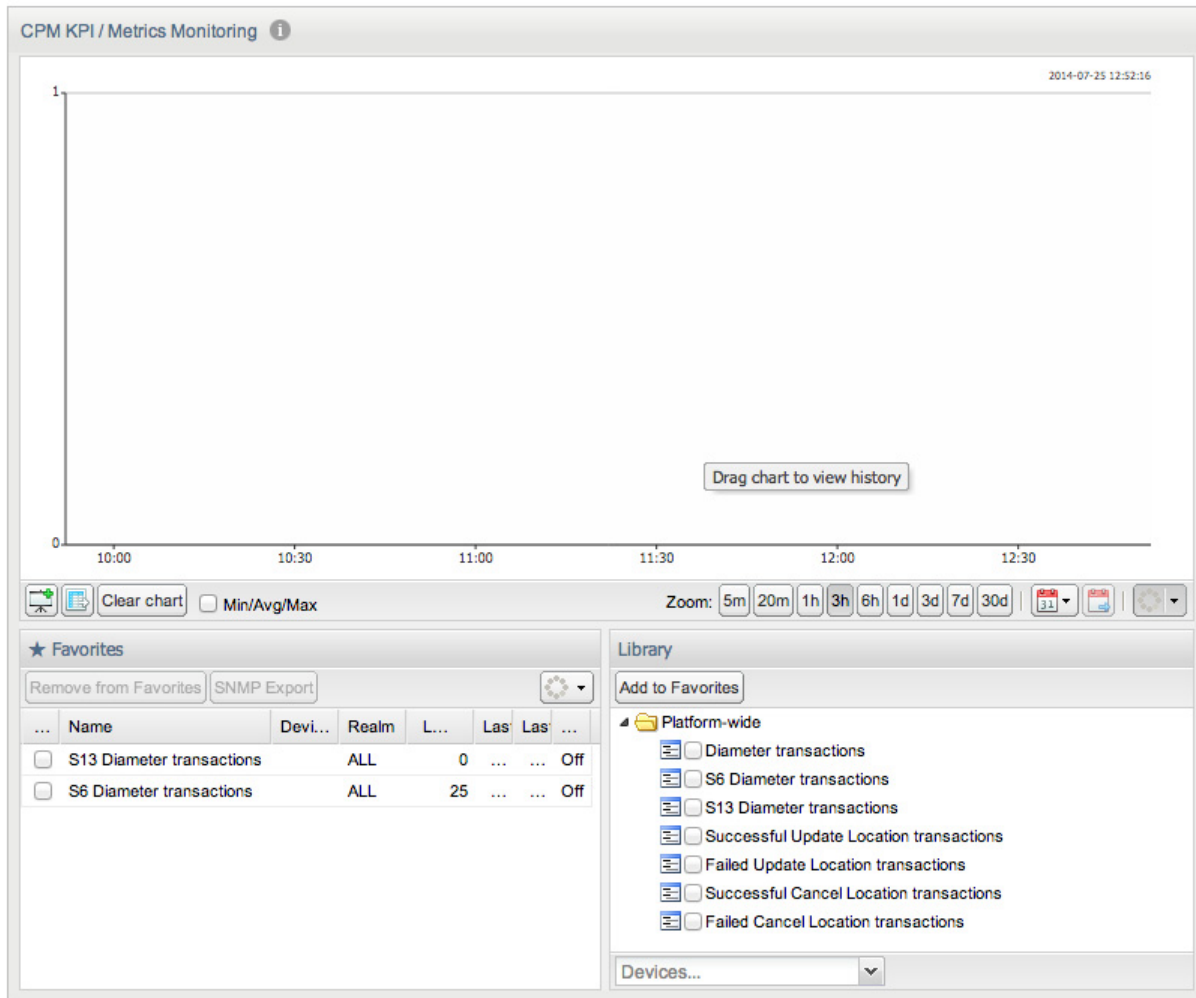 CPM KPI / Metrics Monitoring i
2014-07-25 12:52:16
1
Drag chart to view history
0
10:00 10:30 11:00 11:30 12:00 12:30
Clear chart Min/Avg/Max Zoom: 5m 20m 1h 3h 6h 1d 3d 7d 30d 31
Favorites
Remove from Favorites SNMP Export
... Name Devi... Realm L... Las Las ...
S13 Diameter transactions ALL 0 ... ... Off
S6 Diameter transactions ALL 25 ... ... Off
Library
Add to Favorites
Platform-wide
Diameter transactions
S6 Diameter transactions
S13 Diameter transactions
Successful Update Location transactions
Failed Update Location transactions
Successful Cancel Location transactions
Failed Cancel Location transactions
Devices...